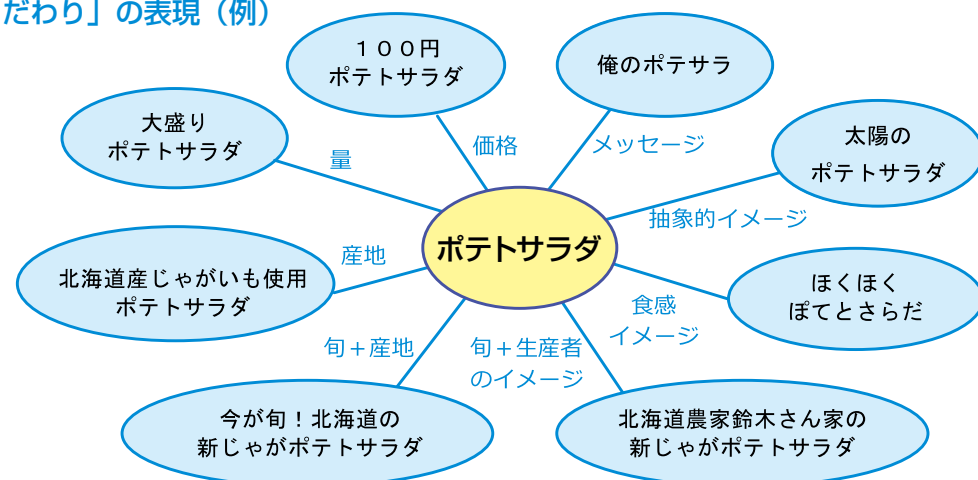 だわり」の表現（例）
１００円
ポテトサラダ
俺のポテサラ
大盛り
ポテトサラダ
量
価格
メッセージ
太陽の
ポテトサラダ
抽象的イメージ
ポテトサラダ
産地
北海道産じゃがいも使用
ポテトサラダ
ほくほく
ぽてとさらだ
食感
イメージ
旬＋産地
旬＋生産者
のイメージ
今が旬！北海道の
新じゃがポテトサラダ
北海道農家鈴木さん家の
新じゃがポテトサラダ